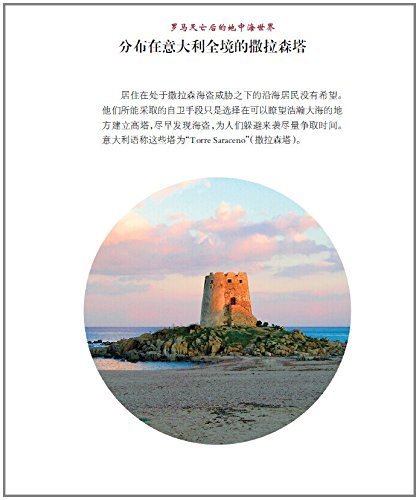 罗马灭亡后的地中海世界
分布在意大利全境的撒拉森塔
居住在处于撒拉森海盗威胁之下的沿海居民没有希望。
他们所能采取的自卫手段只是选择在可以瞭望浩瀚大海的地
方建立高塔，尽早发现海盗，为人们躲避来袭尽量争取时间。
意大利语称这些塔为“Torre Saraceno”（撒拉森塔）。